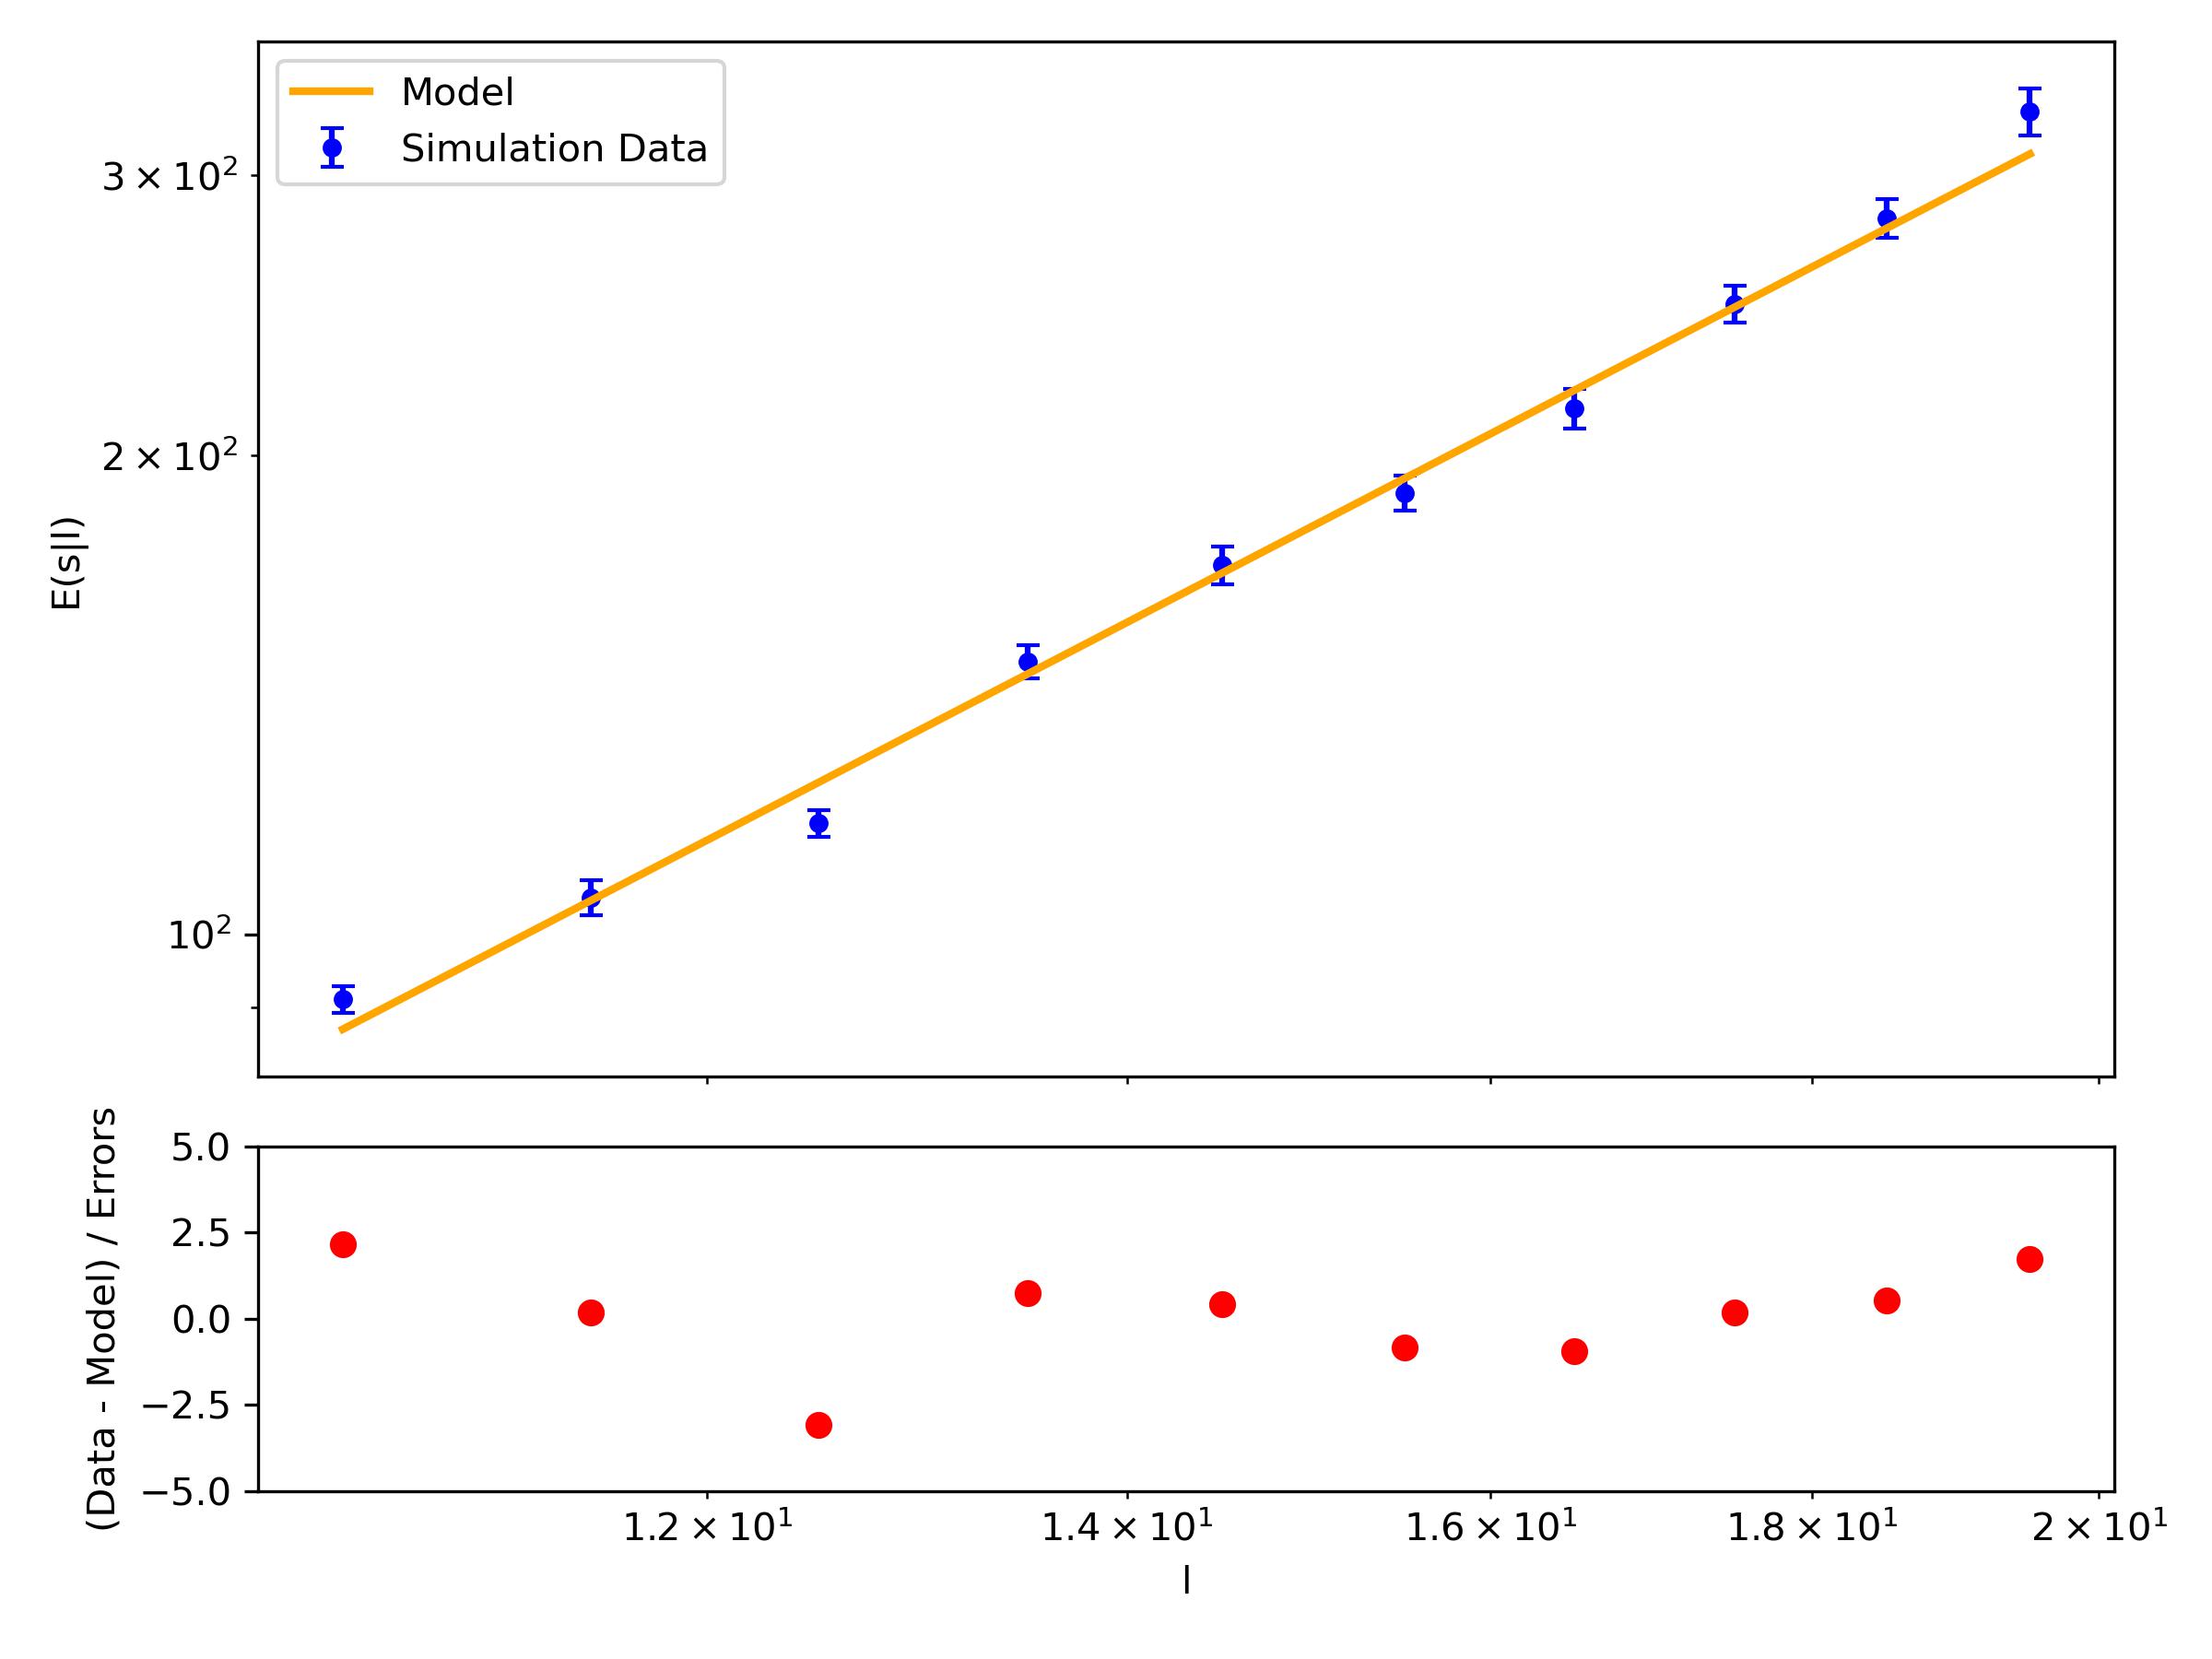 Model
Simulation Data
3 × 10²
2 × 10²
10²
E(s|l)
5.0
2.5
0.0
−2.5
−5.0
(Data - Model) / Errors
1.2 × 10¹ 1.4 × 10¹ 1.6 × 10¹ 1.8 × 10¹ 2 × 10¹
l